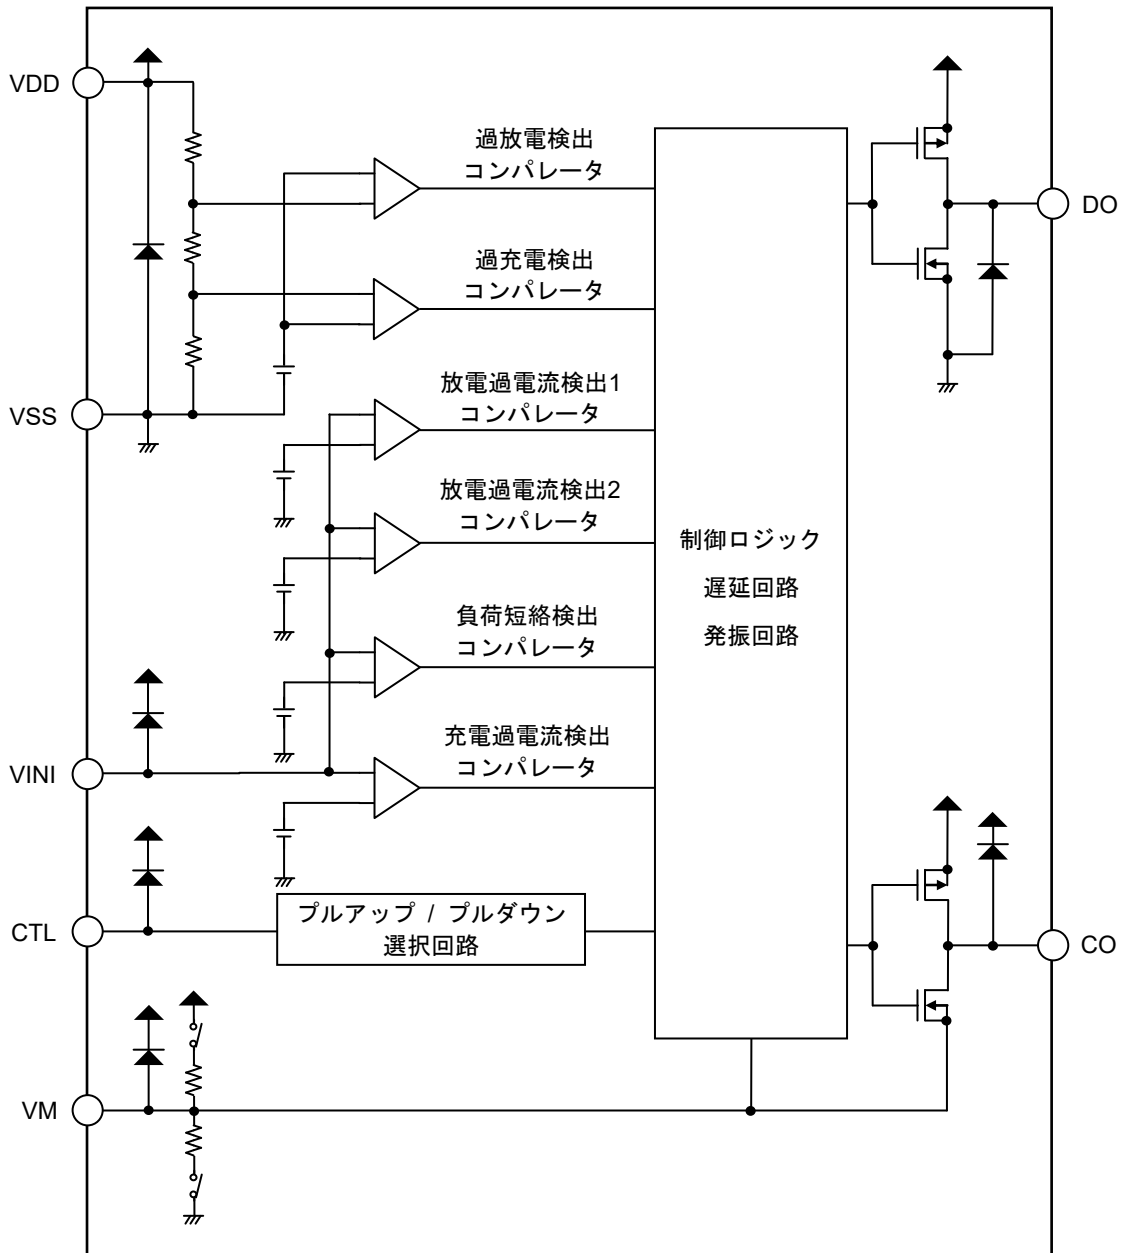 VDD
VSS
VINI
CTL
VM
過放電検出
コンパレータ
過充電検出
コンパレータ
放電過電流検出1
コンパレータ
放電過電流検出2
コンパレータ
負荷短絡検出
コンパレータ
充電過電流検出
コンパレータ
プルアップ / プルダウン
選択回路
制御ロジック
遅延回路
発振回路
DO
CO